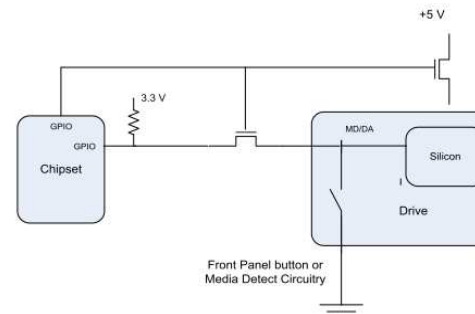 +5 V
3.3 V
GPIO
GPIO
Chipset
MD/DA
Silicon
Drive
Front Panel button or
Media Detect Circuitry